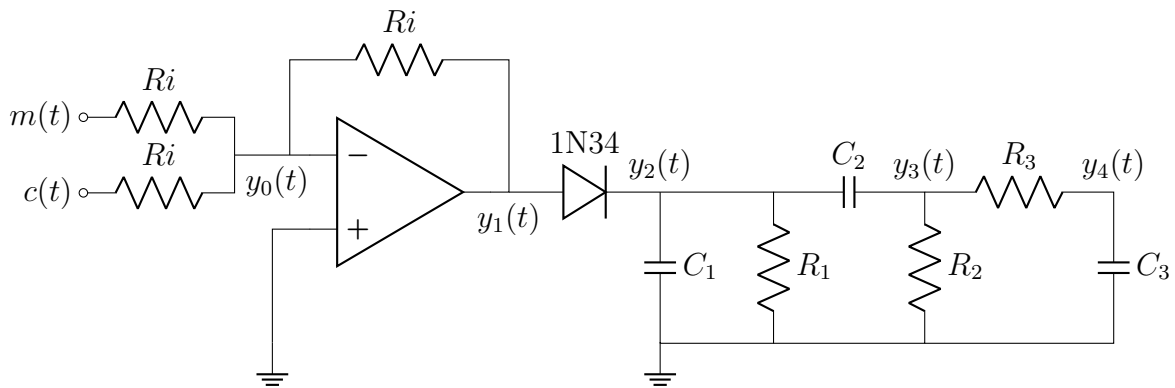 Ri
Ri
m(t)
Ri
c(t)
y0(t)
−
+
y1(t)
1N34
y2(t)
C1
R1
C2
y3(t)
R2
R3
y4(t)
C3